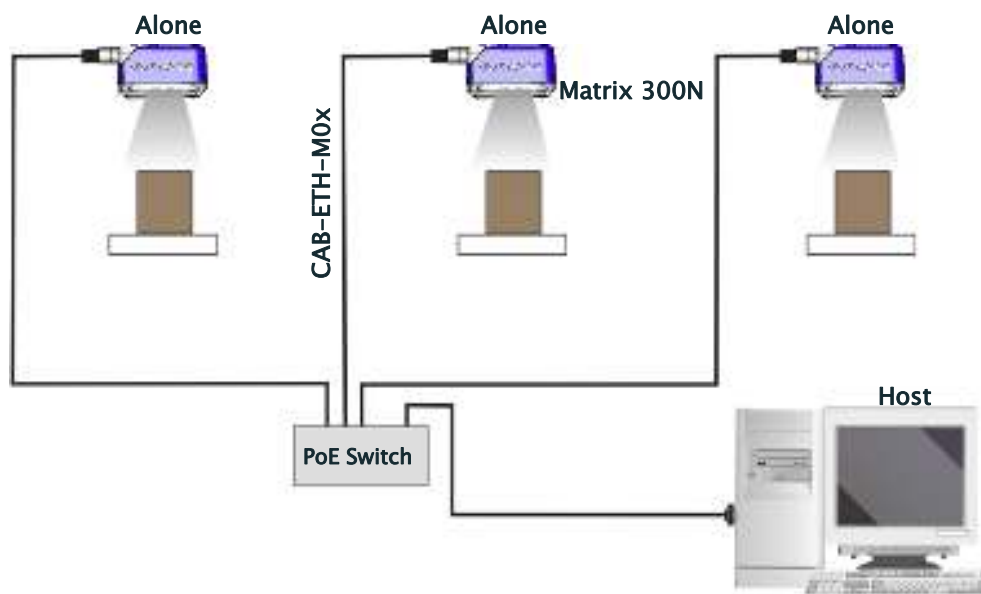 Alone
Alone
Alone
Matrix 300N
CAB-ETH-M0x
Host
PoE Switch